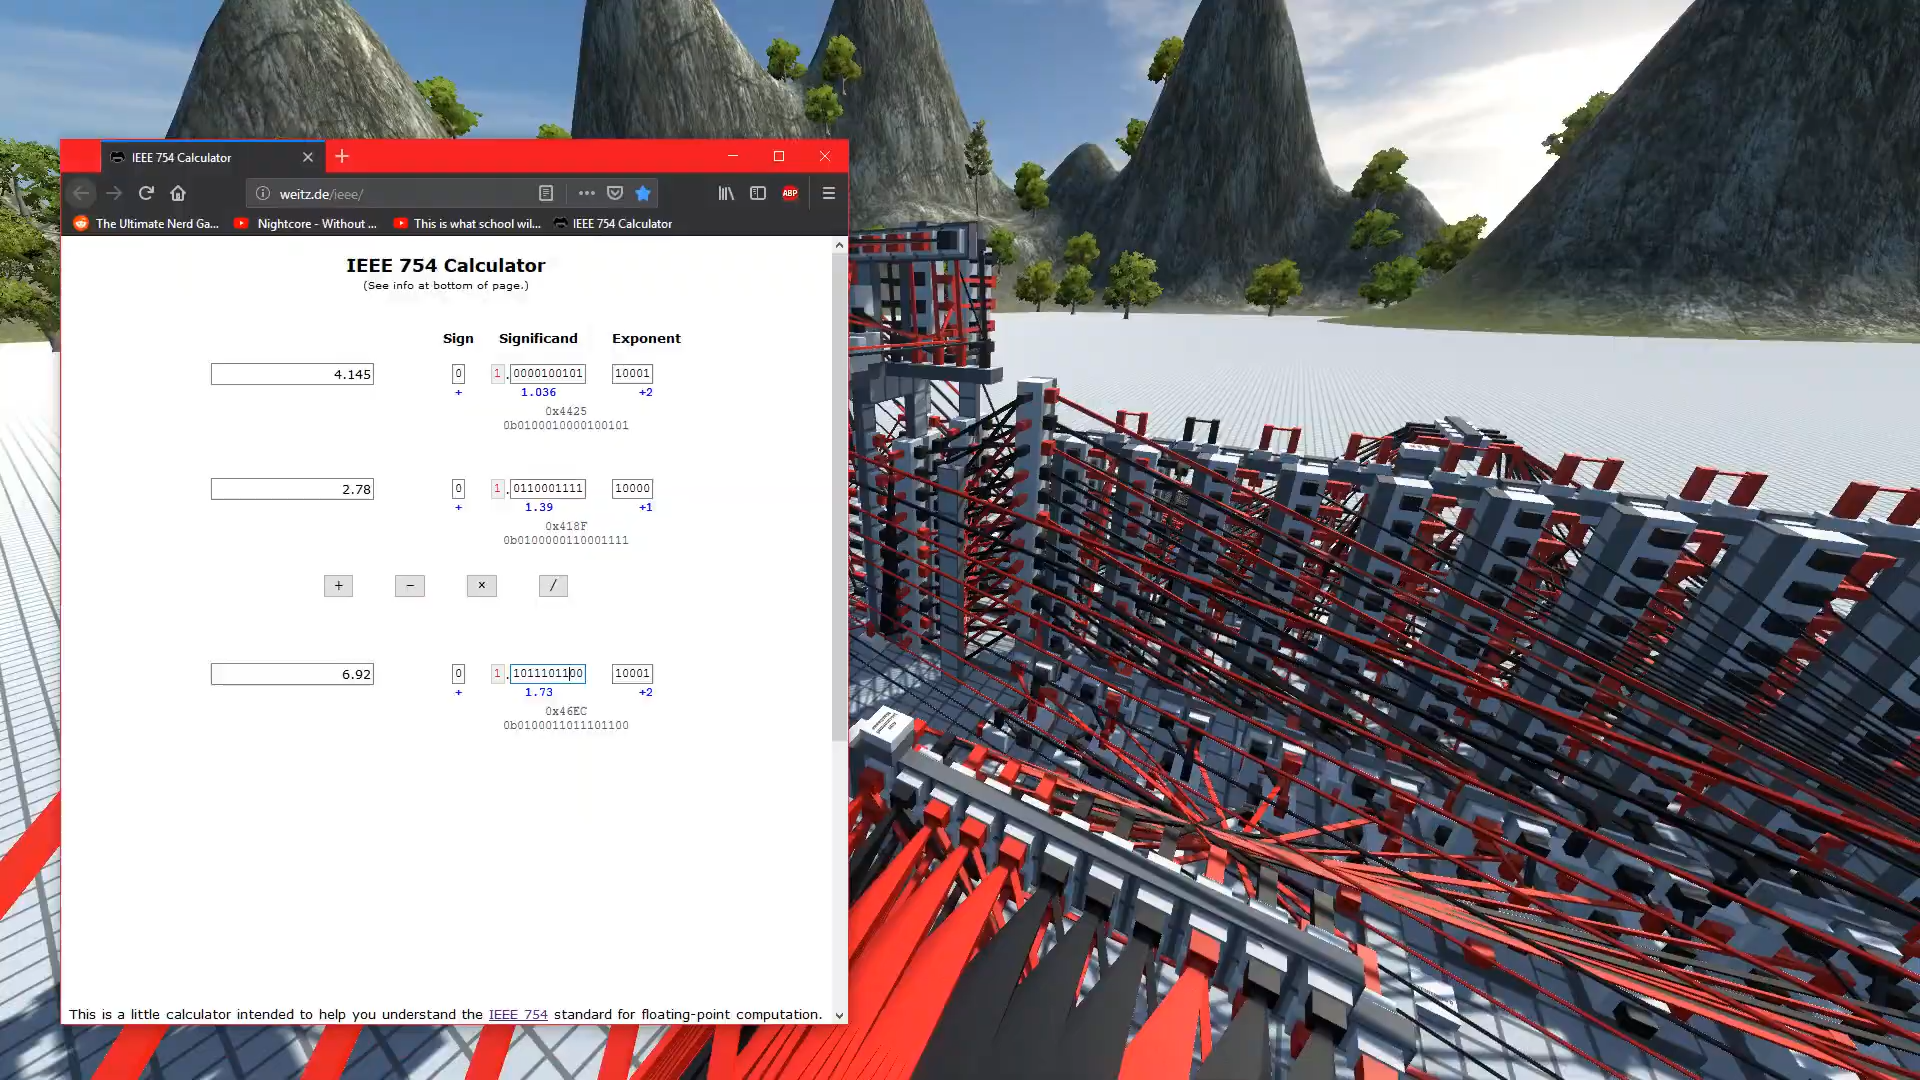 IEEE 754 Calculator
weitz.de/ieee/
ABP
The Ultimate Nerd Ga... Nightcore - Without ... This is what school wil... IEEE 754 Calculator
IEEE 754 Calculator
(See info at bottom of page.)
Sign Significand Exponent
4.145 0 1 . 0000100101 10001
+ 1.036 +2
0x4425
0b0100010000100101
2.78 0 1 . 0110001111 10000
+ 1.39 +1
0x418F
0b0100000110001111
+ − × /
6.92 0 1 . 1011101100 10001
+ 1.73 +2
0x46EC
0b0100011011101100
This is a little calculator intended to help you understand the IEEE 754 standard for floating-point computation.